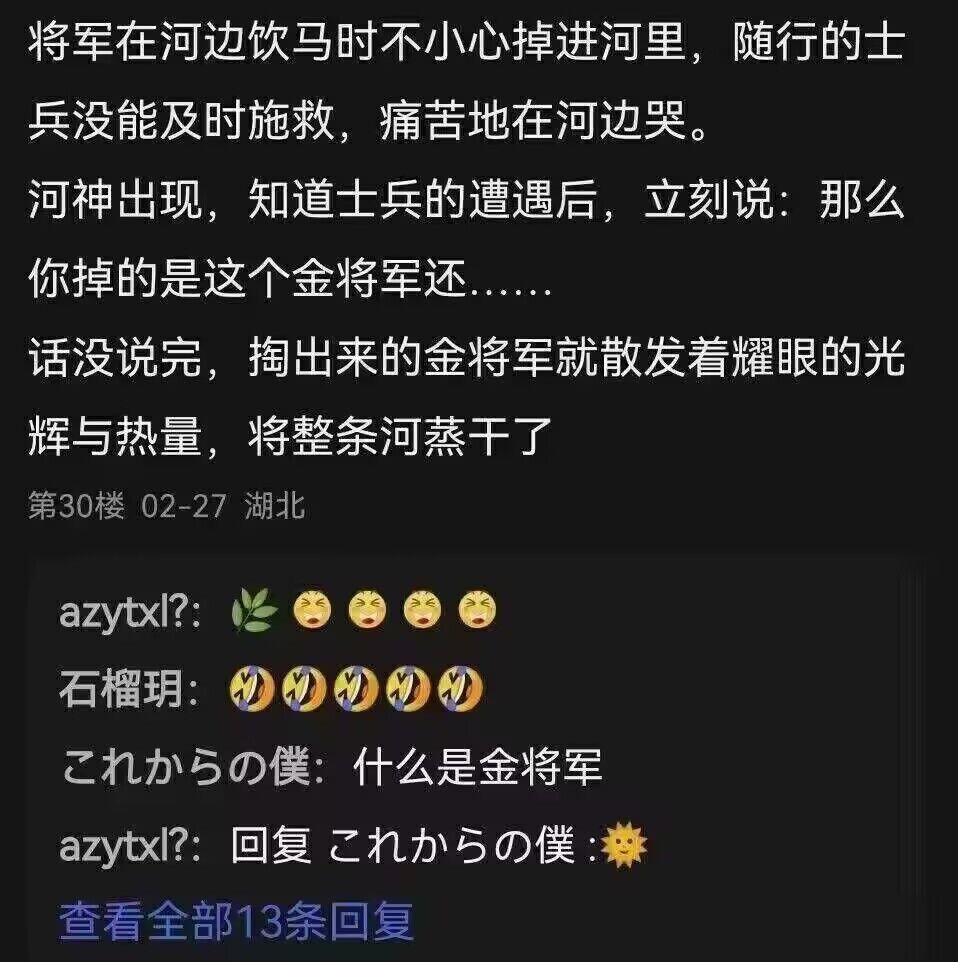 将军在河边饮马时不小心掉进河里，随行的士
兵没能及时施救，痛苦地在河边哭。
河神出现，知道士兵的遭遇后，立刻说：那么
你掉的是这个金将军还……
话没说完，掏出来的金将军就散发着耀眼的光
辉与热量，将整条河蒸干了
第30楼 02-27 湖北
azytxl?: 🌿😆😆😆😆
石榴玥: 🤣🤣🤣🤣🤣
これからの僕: 什么是金将军
azytxl?: 回复 これからの僕 :🌞
查看全部13条回复